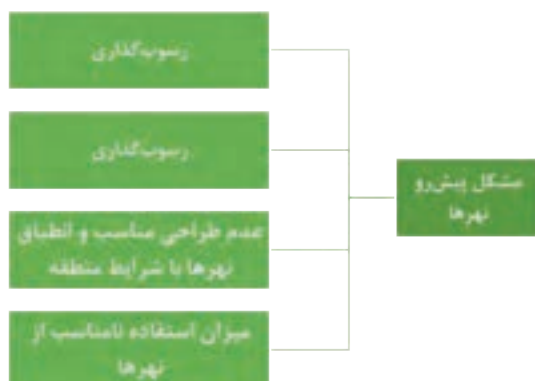 مشکل پیش‌رو
نهرها
رسوب‌گذاری
رسوب‌گذاری
عدم طراحی مناسب و انطباق
نهرها با شرایط منطقه
میزان استفاده نامناسب از
نهرها